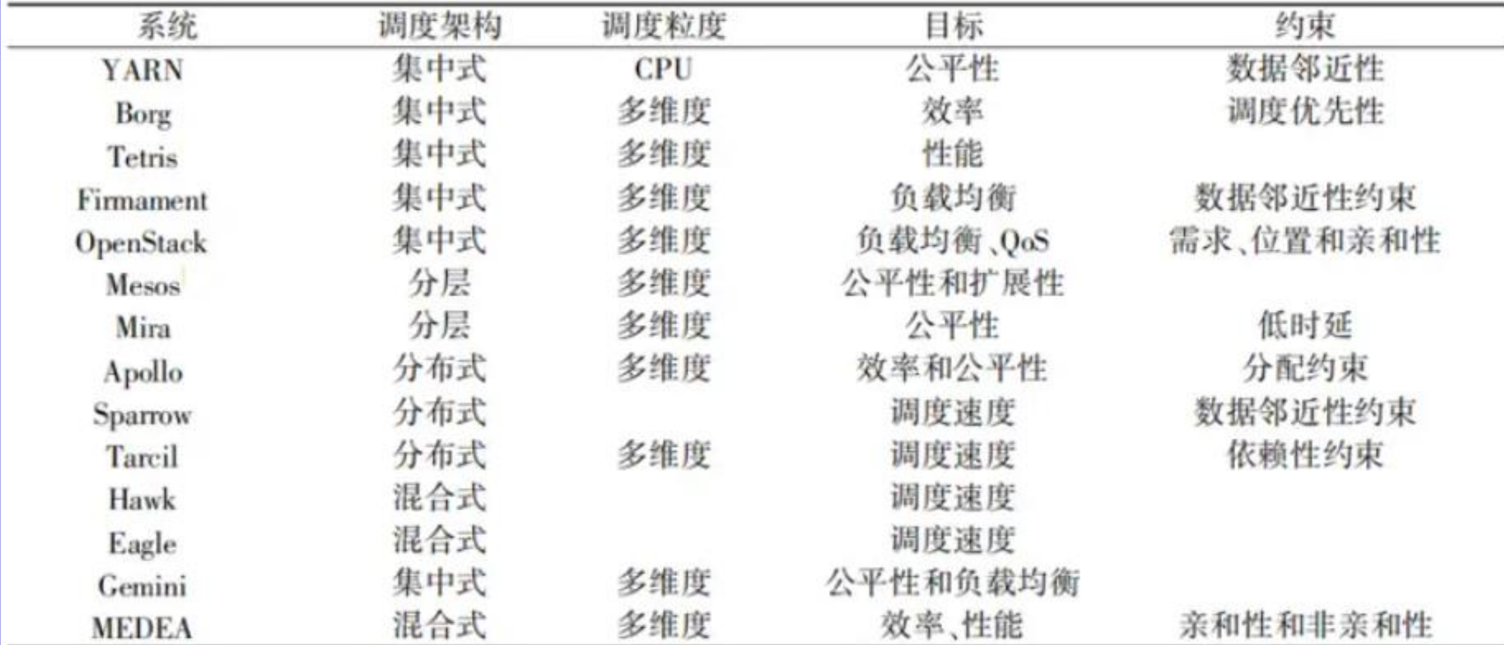 系统 调度架构 调度粒度 目标 约束
YARN 集中式 CPU 公平性 数据邻近性
Borg 集中式 多维度 效率 调度优先性
Tetris 集中式 多维度 性能
Firmament 集中式 多维度 负载均衡 数据邻近性约束
OpenStack 集中式 多维度 负载均衡、QoS 需求、位置和亲和性
Mesos 分层 多维度 公平性和扩展性
Mira 分层 多维度 公平性 低时延
Apollo 分布式 多维度 效率和公平性 分配约束
Sparrow 分布式 调度速度 数据邻近性约束
Tarcil 分布式 多维度 调度速度 依赖性约束
Hawk 混合式 调度速度
Eagle 混合式 调度速度
Gemini 集中式 多维度 公平性和负载均衡
MEDEA 混合式 多维度 效率、性能 亲和性和非亲和性